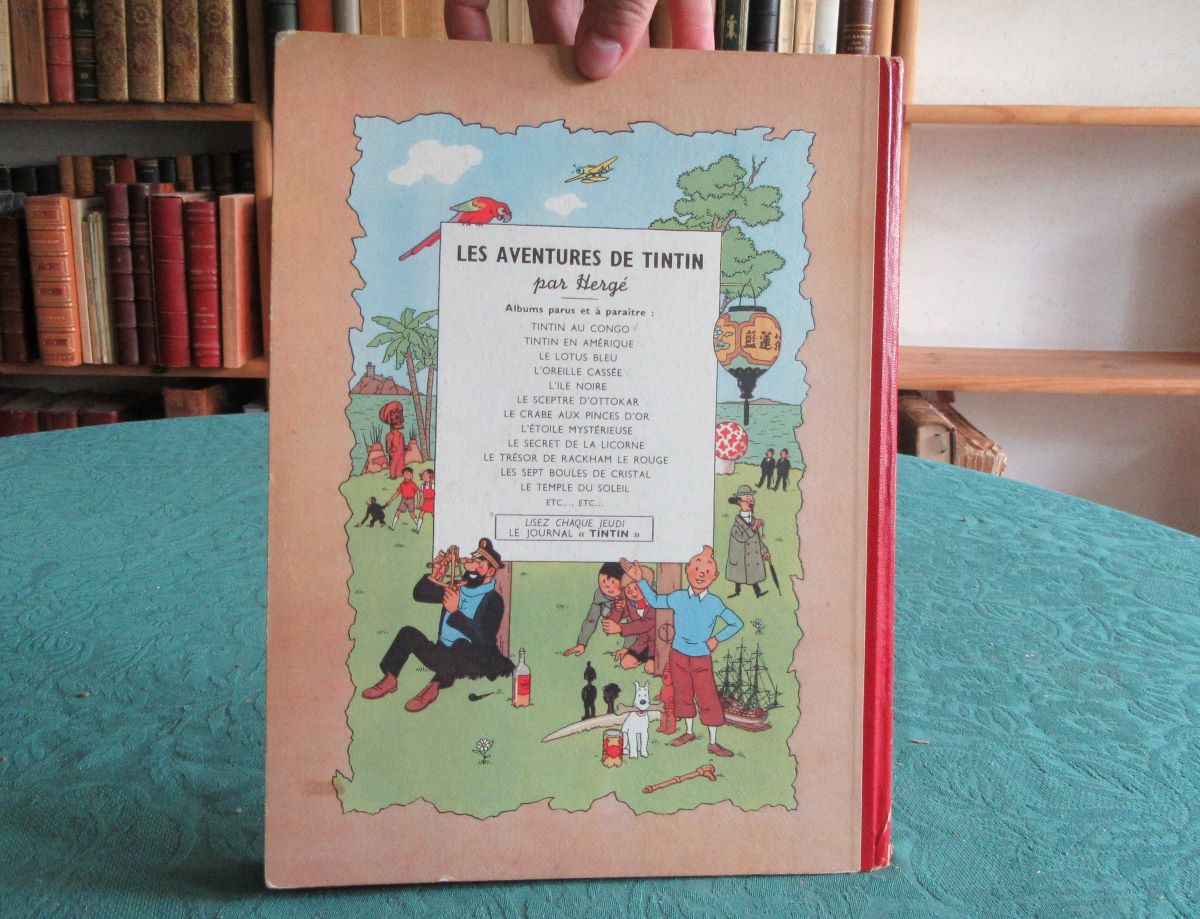 LES AVENTURES DE TINTIN
par Hergé
Albums parus et à paraître :
TINTIN AU CONGO
TINTIN EN AMÉRIQUE
LE LOTUS BLEU
L'OREILLE CASSÉE
L'ILE NOIRE
LE SCEPTRE D'OTTOKAR
LE CRABE AUX PINCES D'OR
L'ÉTOILE MYSTÉRIEUSE
LE SECRET DE LA LICORNE
LE TRÉSOR DE RACKHAM LE ROUGE
LES SEPT BOULES DE CRISTAL
LE TEMPLE DU SOLEIL
ETC..., ETC...
LISEZ CHAQUE JEUDI
LE JOURNAL « TINTIN »
藍蓮